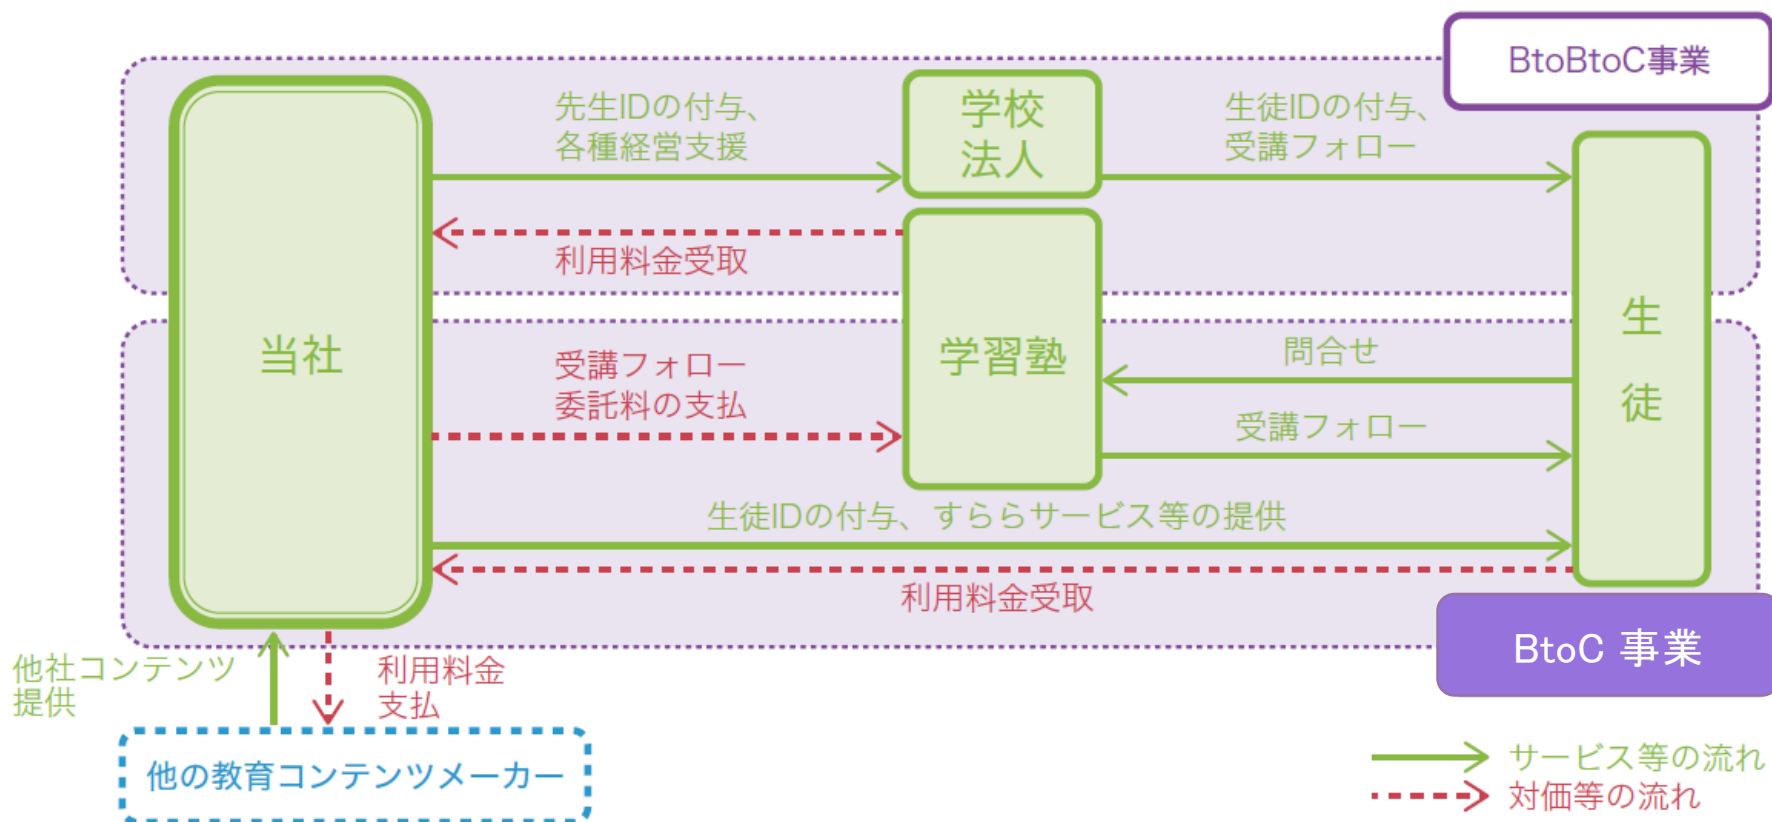 BtoBtoC事業
先生IDの付与、
各種経営支援
学校
法人
生徒IDの付与、
受講フォロー
利用料金受取
当社
学習塾
生
徒
受講フォロー
委託料の支払
問合せ
受講フォロー
生徒IDの付与、すららサービス等の提供
利用料金受取
BtoC 事業
他社コンテンツ
提供
利用料金
支払
他の教育コンテンツメーカー
サービス等の流れ
対価等の流れ